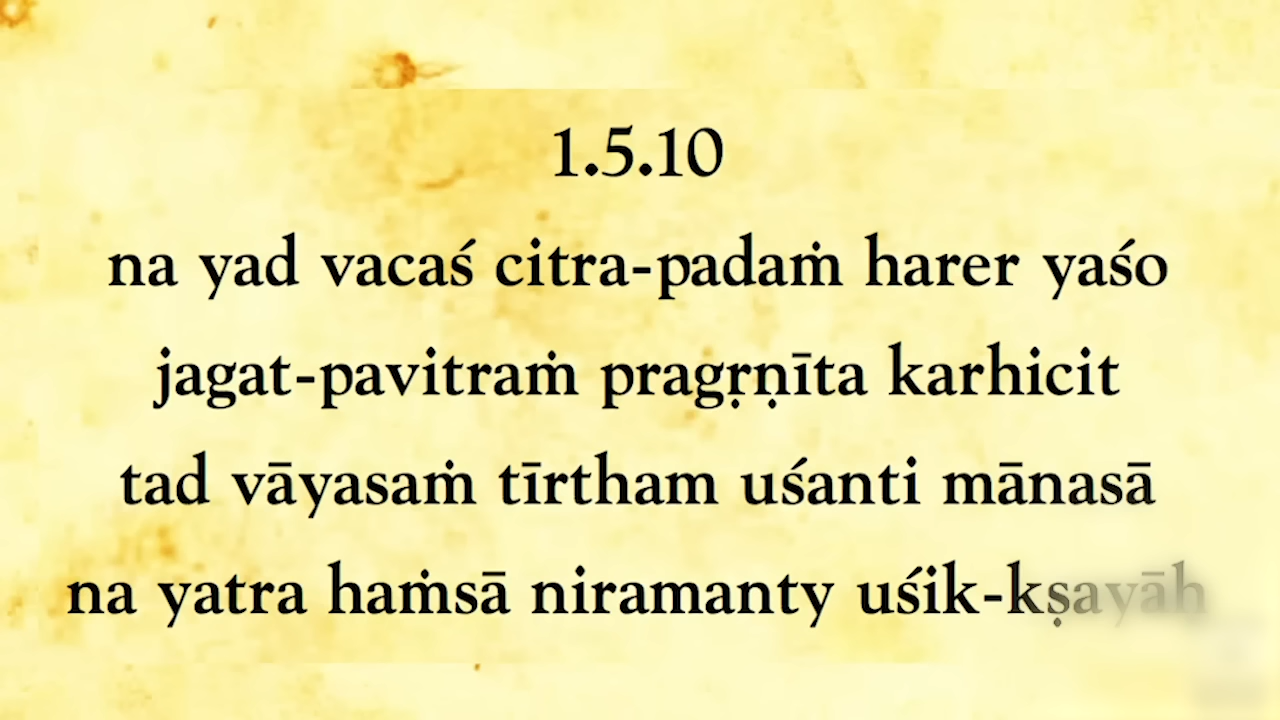 1.5.10
na yad vacaś citra-padaṁ harer yaśo
jagat-pavitraṁ pragṛṇīta karhicit
tad vāyasaṁ tīrtham uśanti mānasā
na yatra haṁsā niramanty uśik-kṣayāh